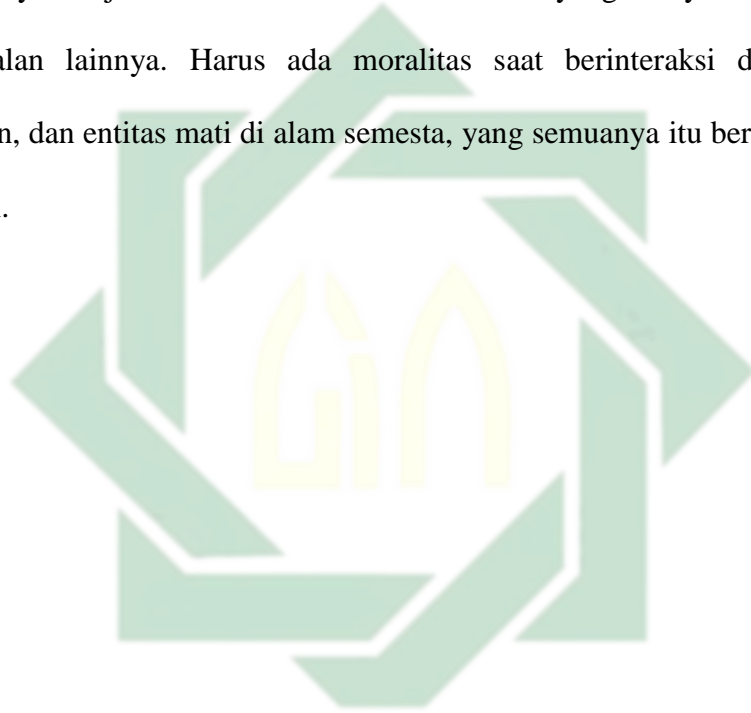 alan lainnya. Harus ada moralitas saat berinteraksi d
n, dan entitas mati di alam semesta, yang semuanya itu ber